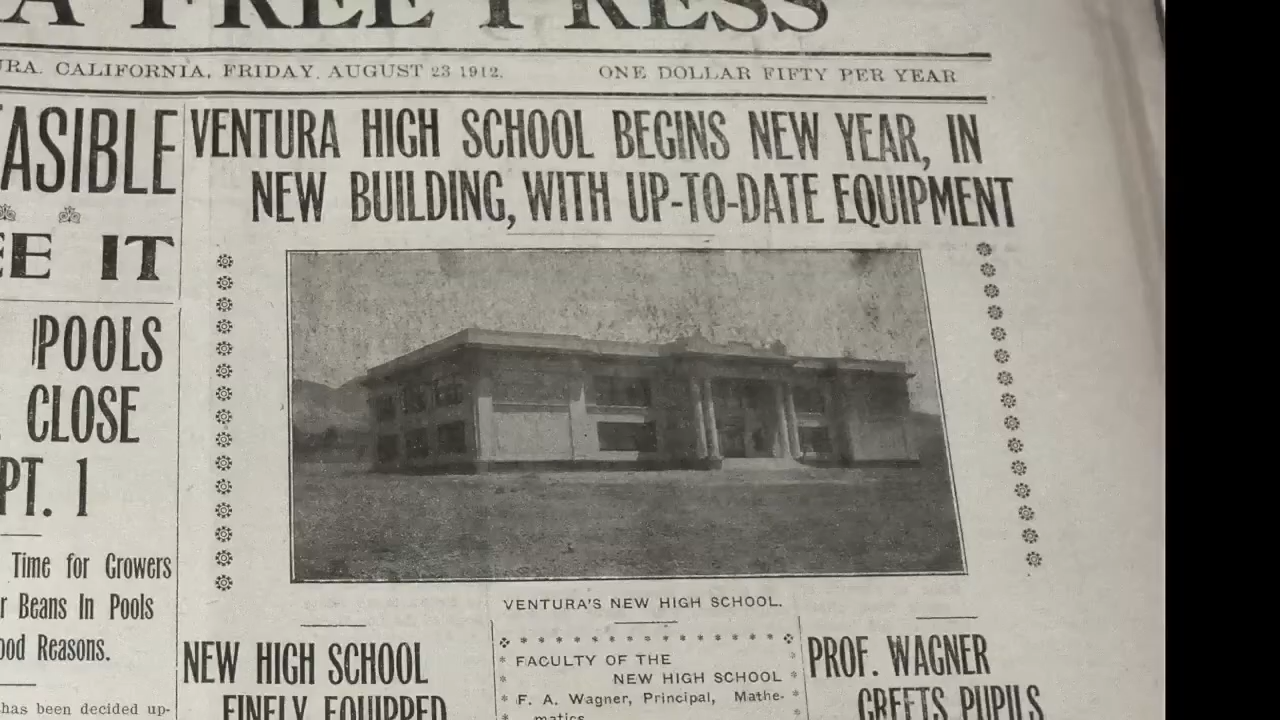 A FREE PRESS
URA, CALIFORNIA, FRIDAY, AUGUST 23 1912.
ONE DOLLAR FIFTY PER YEAR
EASIBLE
EE IT
POOLS
CLOSE
PT. 1
Time for Growers
r Beans In Pools
ood Reasons.
has been decided up-
VENTURA HIGH SCHOOL BEGINS NEW YEAR, IN
NEW BUILDING, WITH UP-TO-DATE EQUIPMENT
VENTURA'S NEW HIGH SCHOOL.
NEW HIGH SCHOOL
FINELY EQUIPPED
FACULTY OF THE
NEW HIGH SCHOOL
F. A. Wagner, Principal, Mathe-
matics.
PROF. WAGNER
GREETS PUPILS